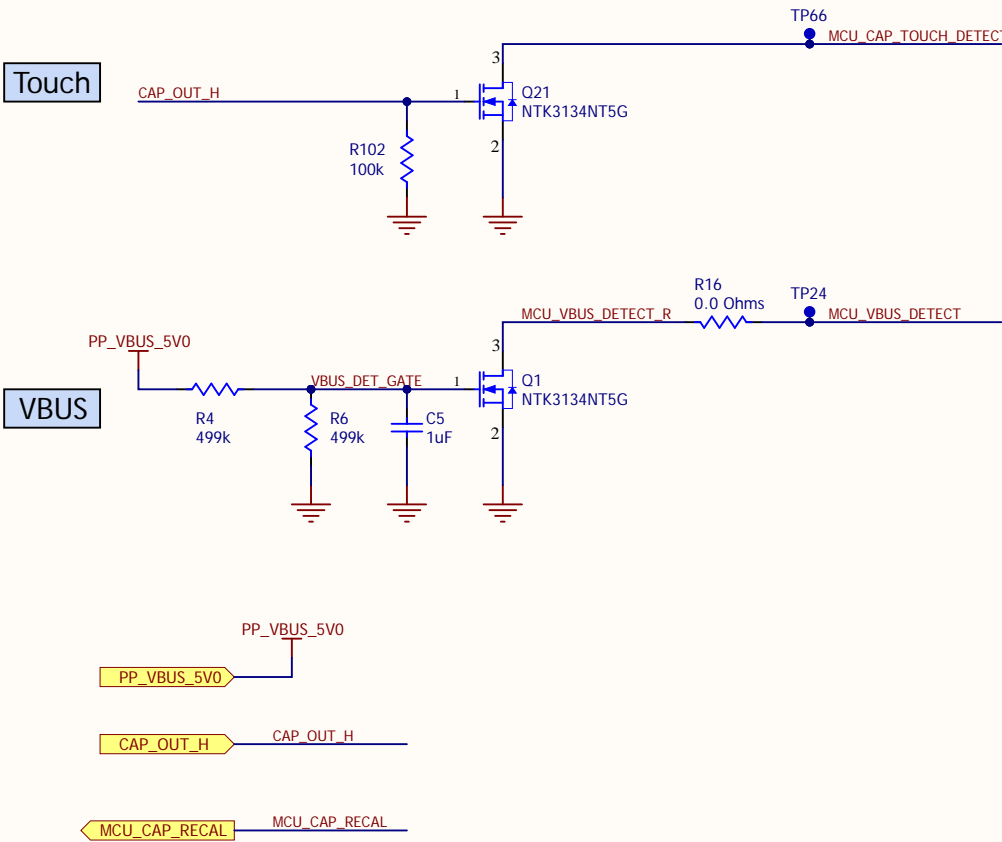 TP66
MCU_CAP_TOUCH_DETECT
Touch
CAP_OUT_H
3
1
Q21
NTK3134NT5G
R102
100k
2
R16
0.0 Ohms
TP24
MCU_VBUS_DETECT_R
MCU_VBUS_DETECT
PP_VBUS_5V0
3
VBUS
VBUS_DET_GATE
1
Q1
NTK3134NT5G
R4
499k
R6
499k
C5
1uF
2
PP_VBUS_5V0
PP_VBUS_5V0
CAP_OUT_H
CAP_OUT_H
MCU_CAP_RECAL
MCU_CAP_RECAL